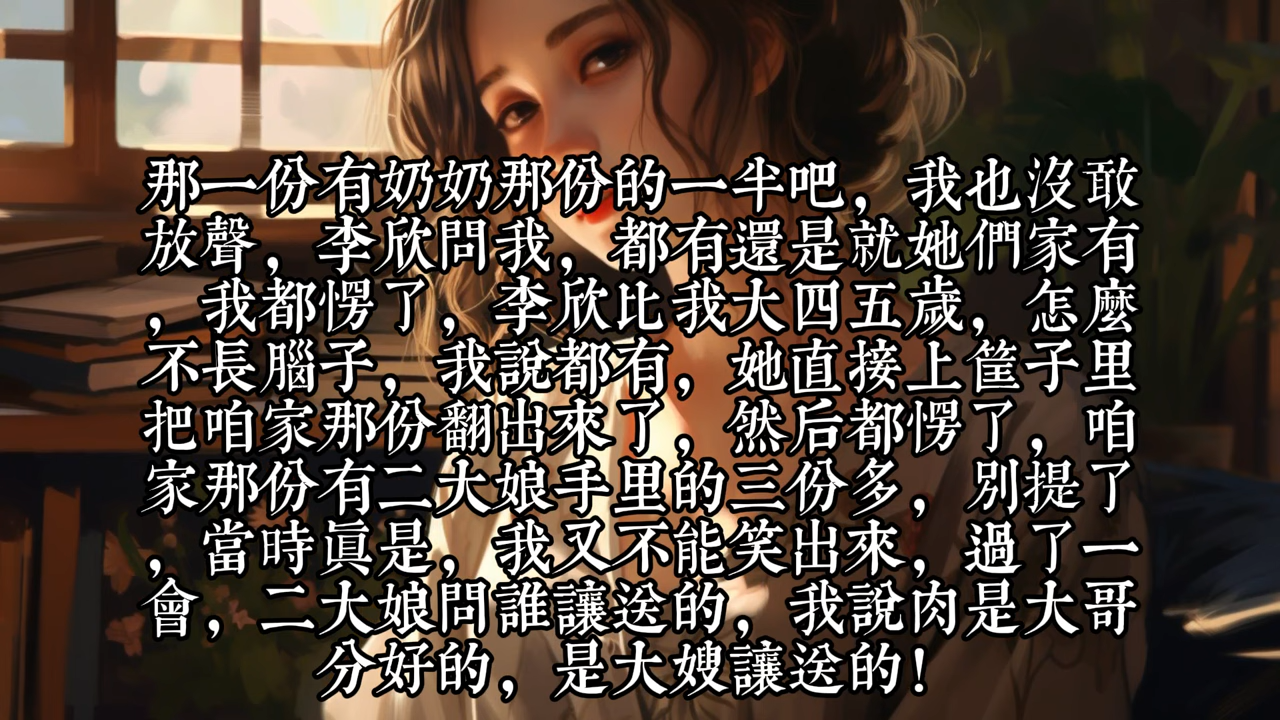 那一份有奶奶那份的一半吧，我也沒敢
放聲，李欣問我，都有還是就她們家有
，我都愣了，李欣比我大四五歲，怎麼
不長腦子，我說都有，她直接上筐子里
把咱家那份翻出來了，然后都愣了，咱
家那份有二大娘手里的三份多，別提了
，當時眞是，我又不能笑出來，過了一
會，二大娘問誰讓送的，我說肉是大哥
分好的，是大嫂讓送的！